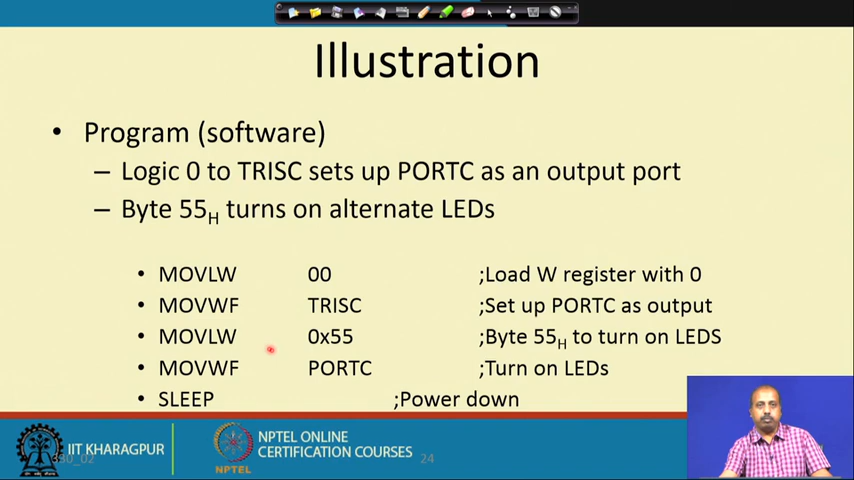 Illustration
• Program (software)
– Logic 0 to TRISC sets up PORTC as an output port
– Byte 55H turns on alternate LEDs
• MOVLW 00 ;Load W register with 0
• MOVWF TRISC ;Set up PORTC as output
• MOVLW 0x55 ;Byte 55H to turn on LEDS
• MOVWF PORTC ;Turn on LEDs
• SLEEP ;Power down
IIT KHARAGPUR
NPTEL
NPTEL ONLINE
CERTIFICATION COURSES
24